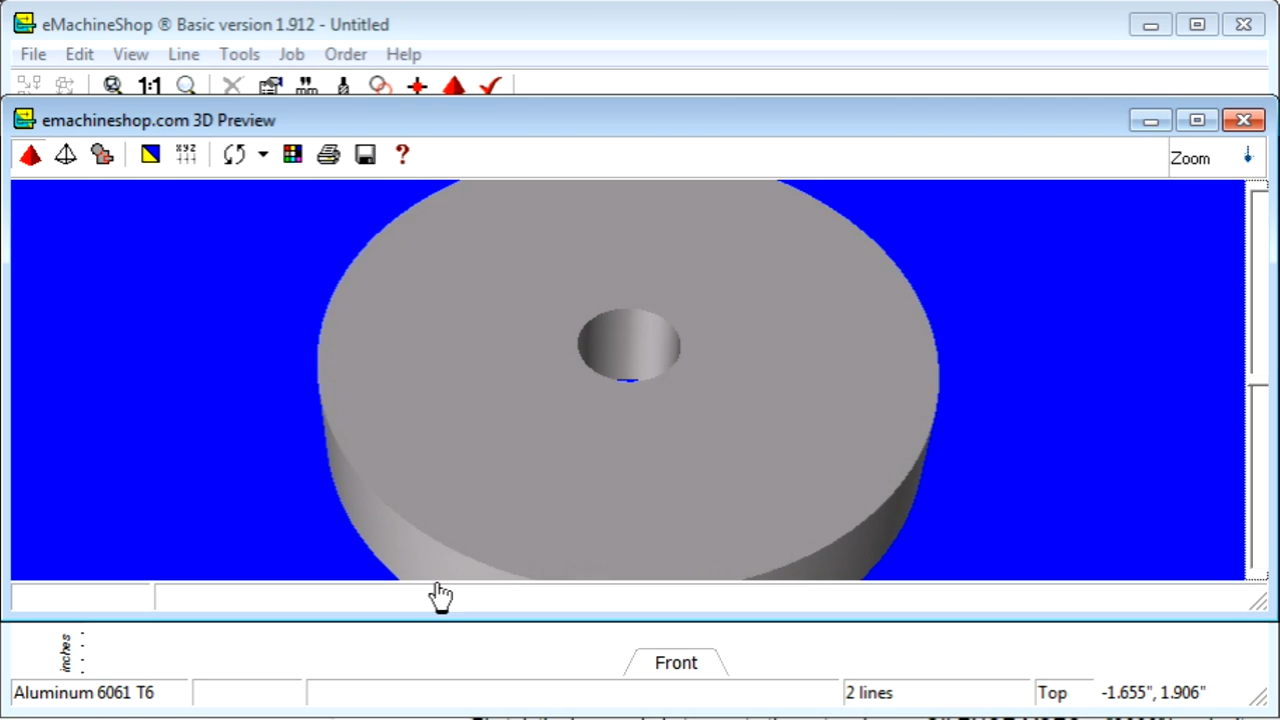 eMachineShop ® Basic version 1.912 - Untitled
File Edit View Line Tools Job Order Help
1:1
emachineshop.com 3D Preview
xyz
?
Zoom
inches
Front
Aluminum 6061 T6
2 lines
Top
-1.655", 1.906"